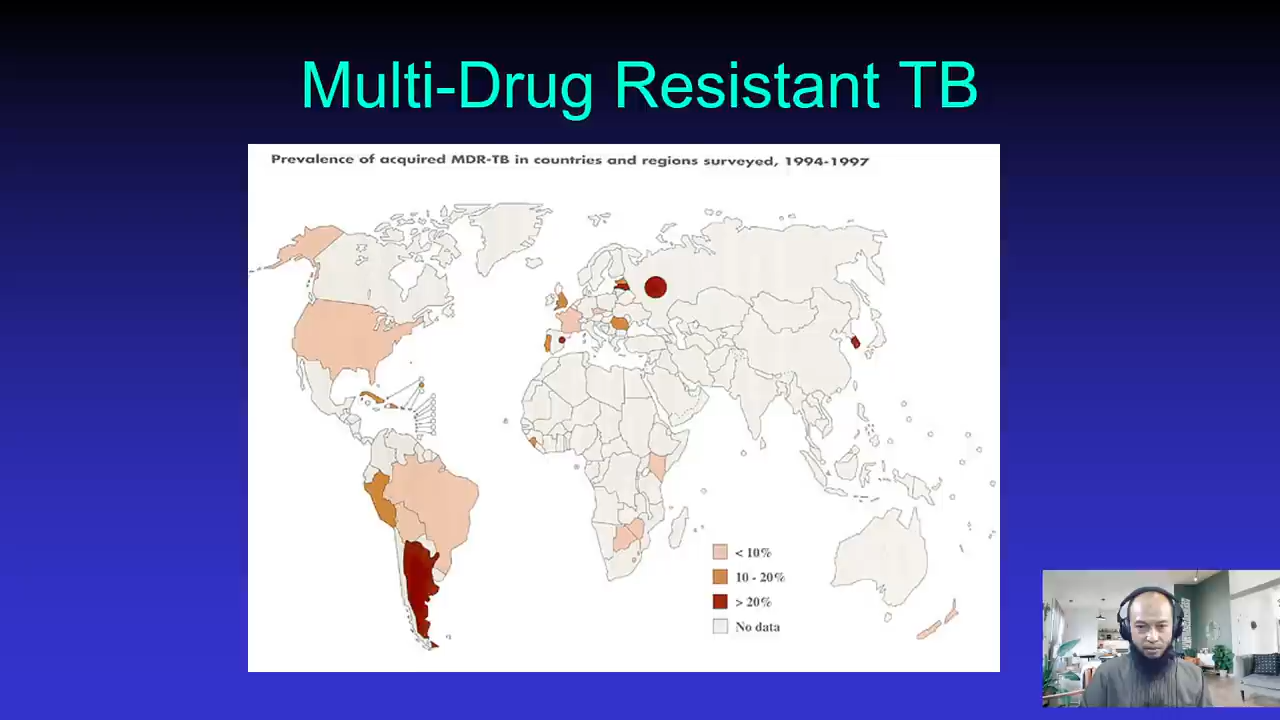 Multi-Drug Resistant TB
Prevalence of acquired MDR-TB in countries and regions surveyed, 1994-1997
< 10%
10 - 20%
> 20%
No data